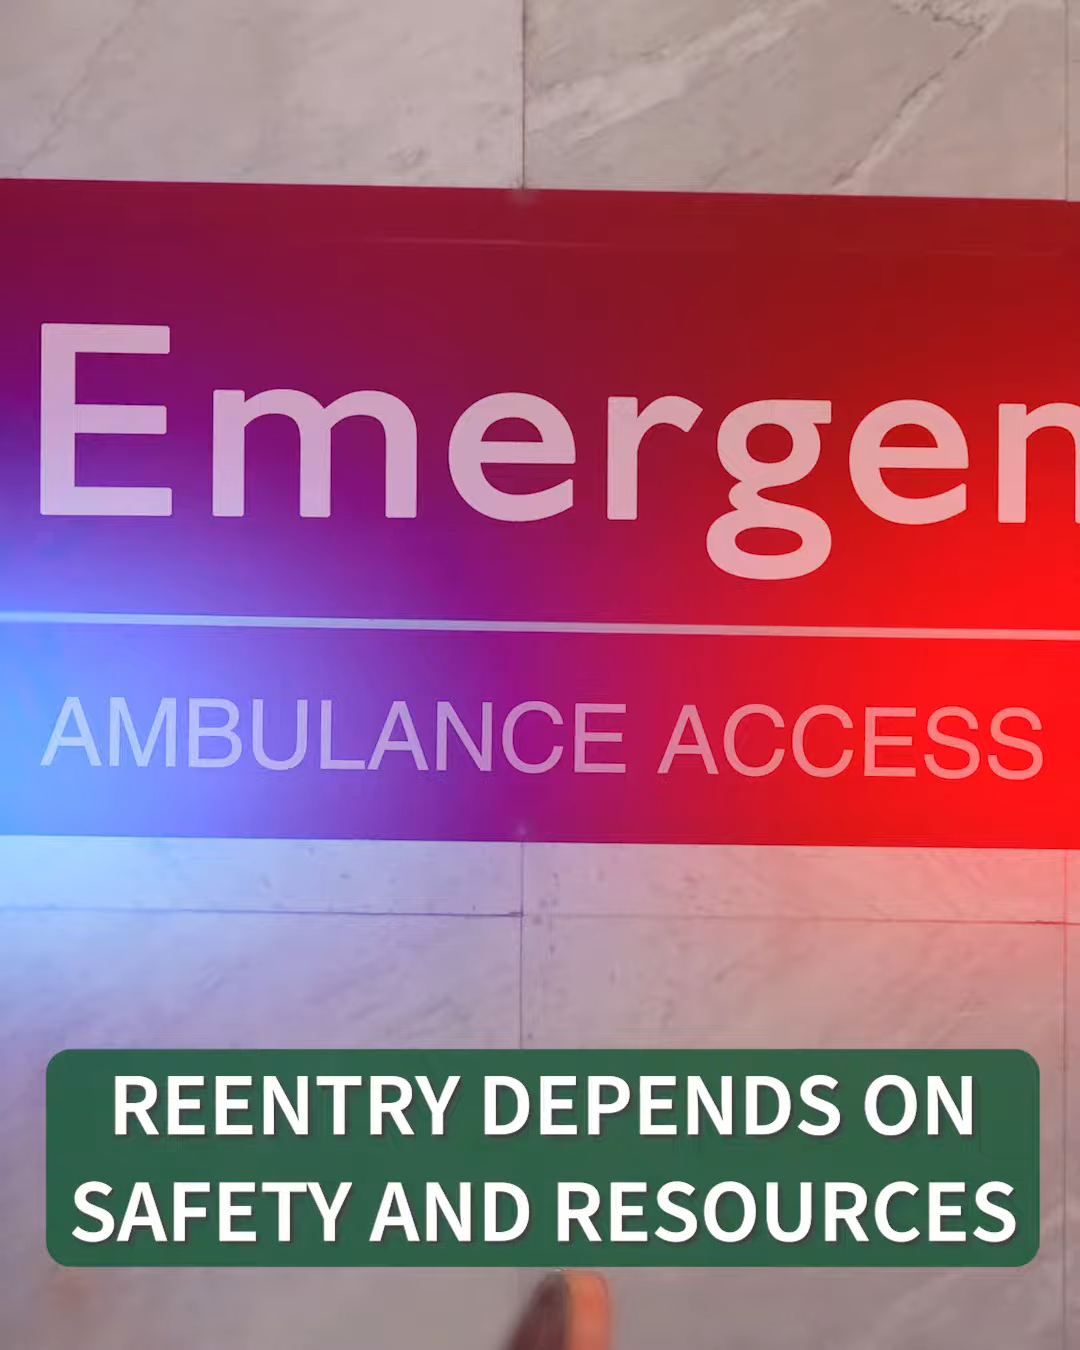 Emergen
AMBULANCE ACCESS
REENTRY DEPENDS ON
SAFETY AND RESOURCES